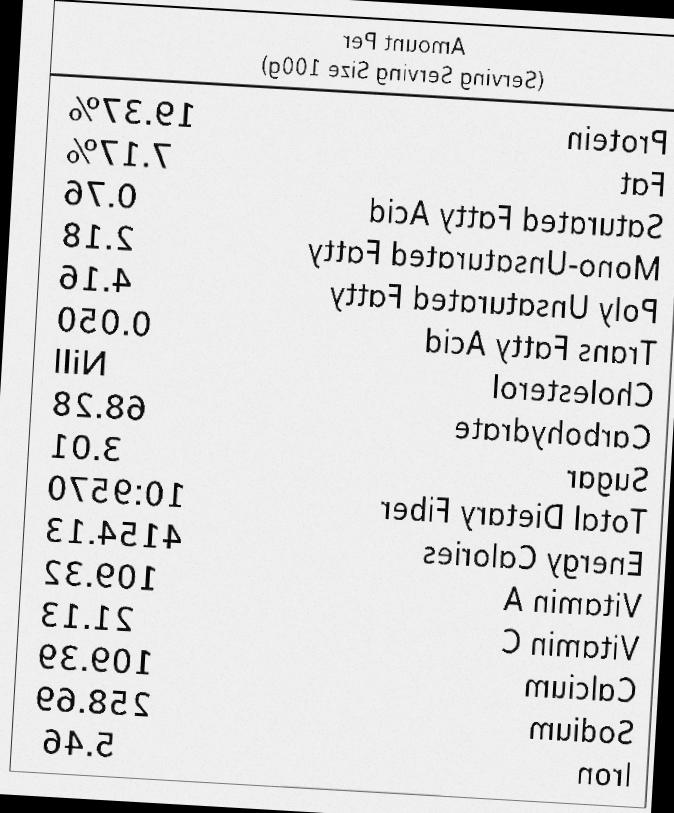 Amount Per
(Serving Serving Size 100g)
Protein 19.37%
Fat 7.17%
Saturated Fatty Acid 0.76
Mono-Unsaturated Fatty 2.18
Poly Unsaturated Fatty 4.16
Trans Fatty Acid 0.050
Cholesterol Nill
Carbohydrate 68.28
Sugar 3.01
Total Dietary Fiber 10:9570
Energy Calories 4154.13
Vitamin A 109.32
Vitamin C 21.13
Calcium 109.39
Sodium 258.69
Iron 5.46